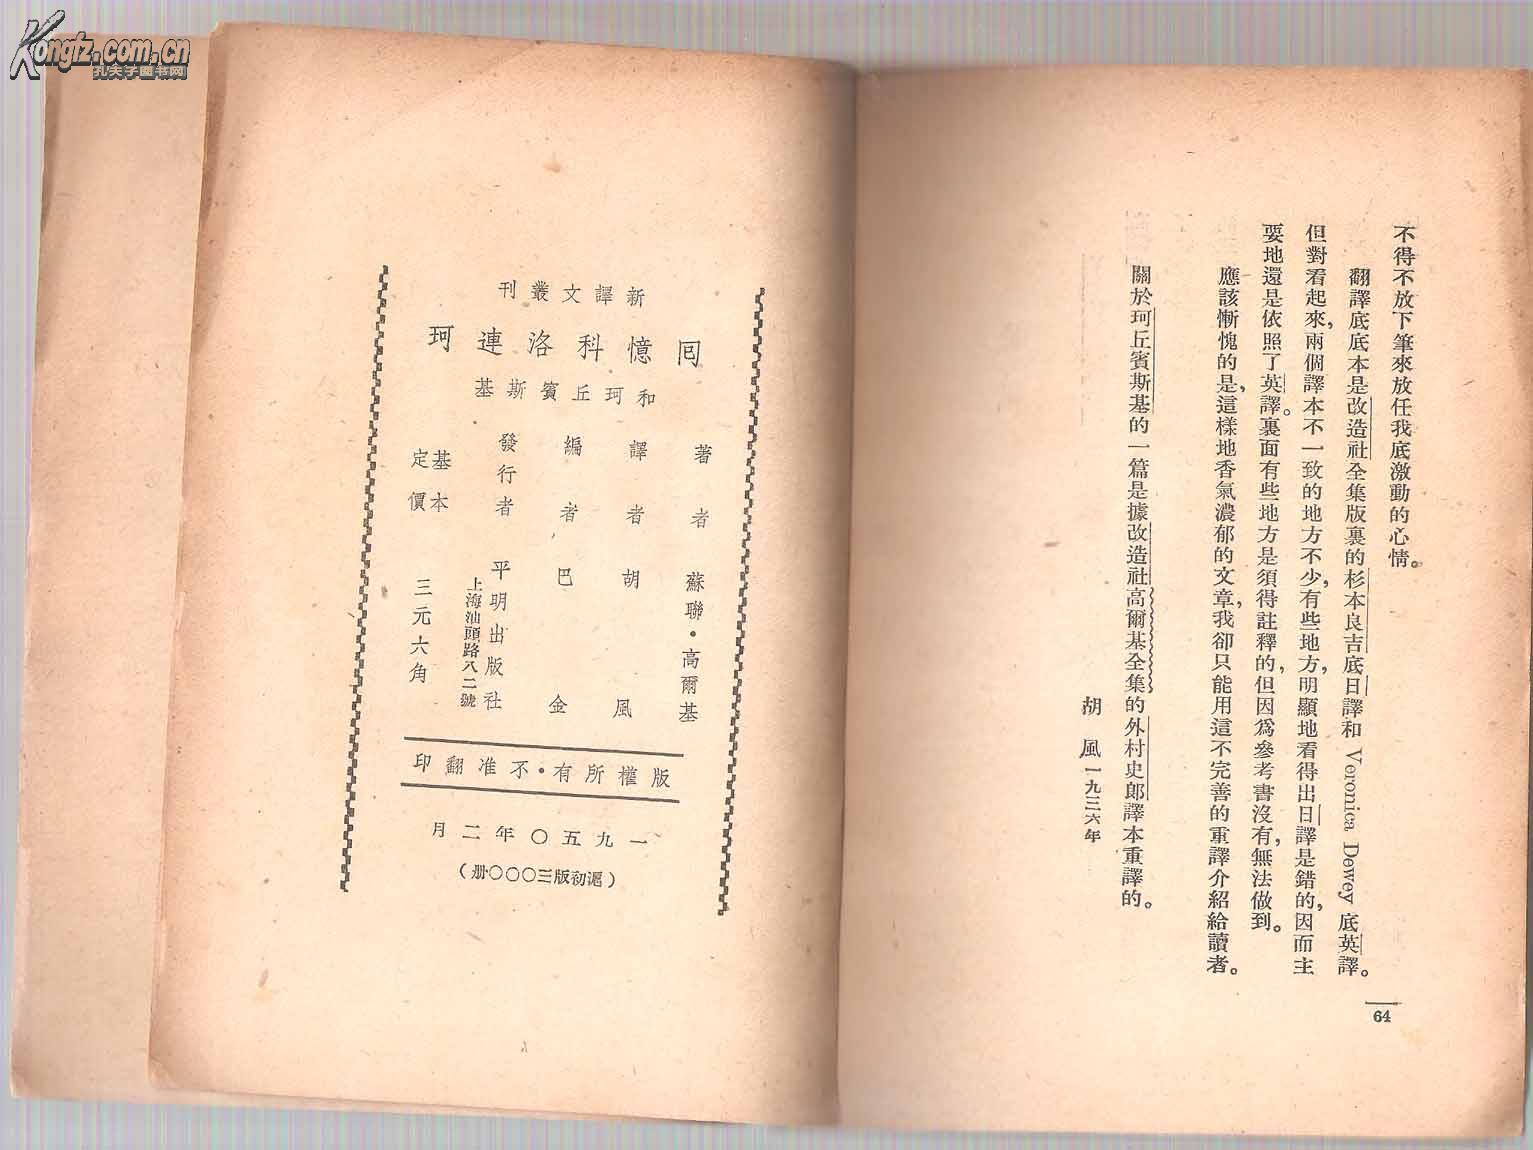 Kongfz.com.cn
孔夫子旧书网
不得不放下筆來放任我底激動的心情。
翻譯底底本是改造社全集版裏的杉本良吉底日譯和 Veronica Dewey 底英譯。
但對看起來，兩個譯本不一致的地方不少，有些地方，明顯地看得出日譯是錯的，因而主
要地還是依照了英譯。裏面有些地方是須得註釋的，但因爲參考書沒有，無法做到。
應該慚愧的是，這樣地香氣濃郁的文章，我卻只能用這不完善的重譯介紹給讀者。
關於珂丘賓斯基的一篇是據改造社高爾基全集的外村史郎譯本重譯的。
胡風 一九三六年
64
新譯文叢刊
囘憶科洛連珂
和珂丘賓斯基
著者 蘇聯·高爾基
譯者 胡風
編者 巴金
發行者 平明出版社
上海汕頭路八二號
基本定價 三元六角
版權所有·不准翻印
一九五〇年二月
（滬初版三〇〇〇册）